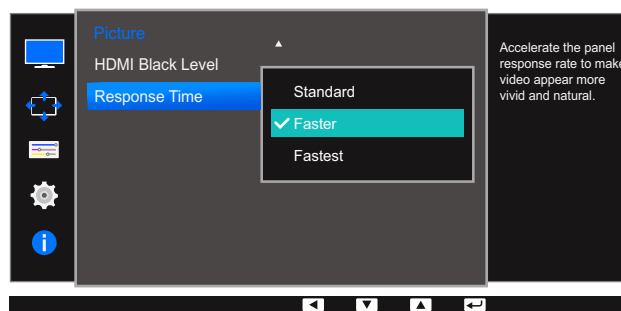 Picture
HDMI Black Level
Response Time
Standard
Faster
Fastest
Accelerate the panel
response rate to make
video appear more
vivid and natural.